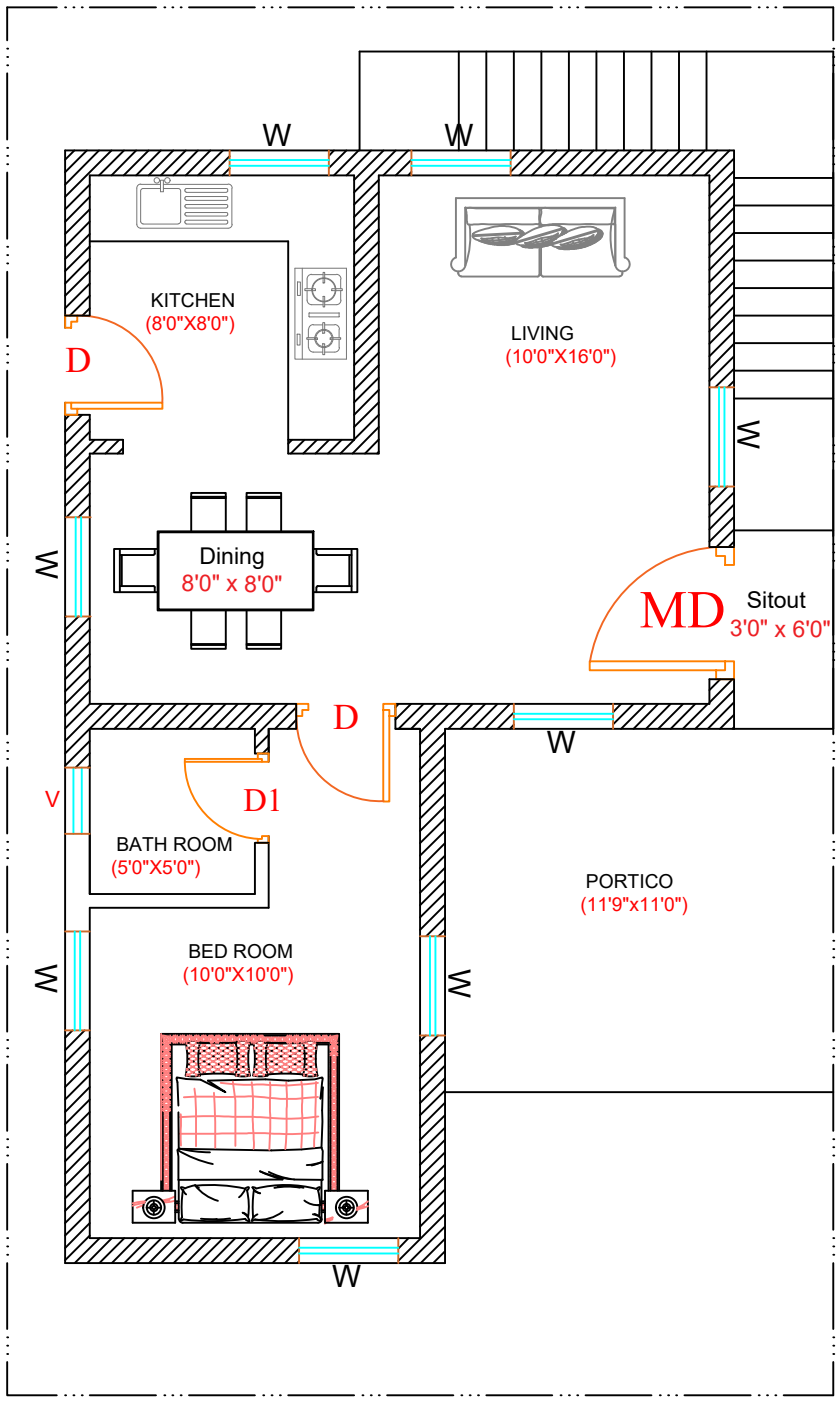 W
W
KITCHEN
(8'0"X8'0")
LIVING
(10'0"X16'0")
D
W
W
Dining
8'0" x 8'0"
MD
Sitout
3'0" x 6'0"
D
W
V
D1
BATH ROOM
(5'0"X5'0")
PORTICO
(11'9"x11'0")
BED ROOM
(10'0"X10'0")
W
W
W